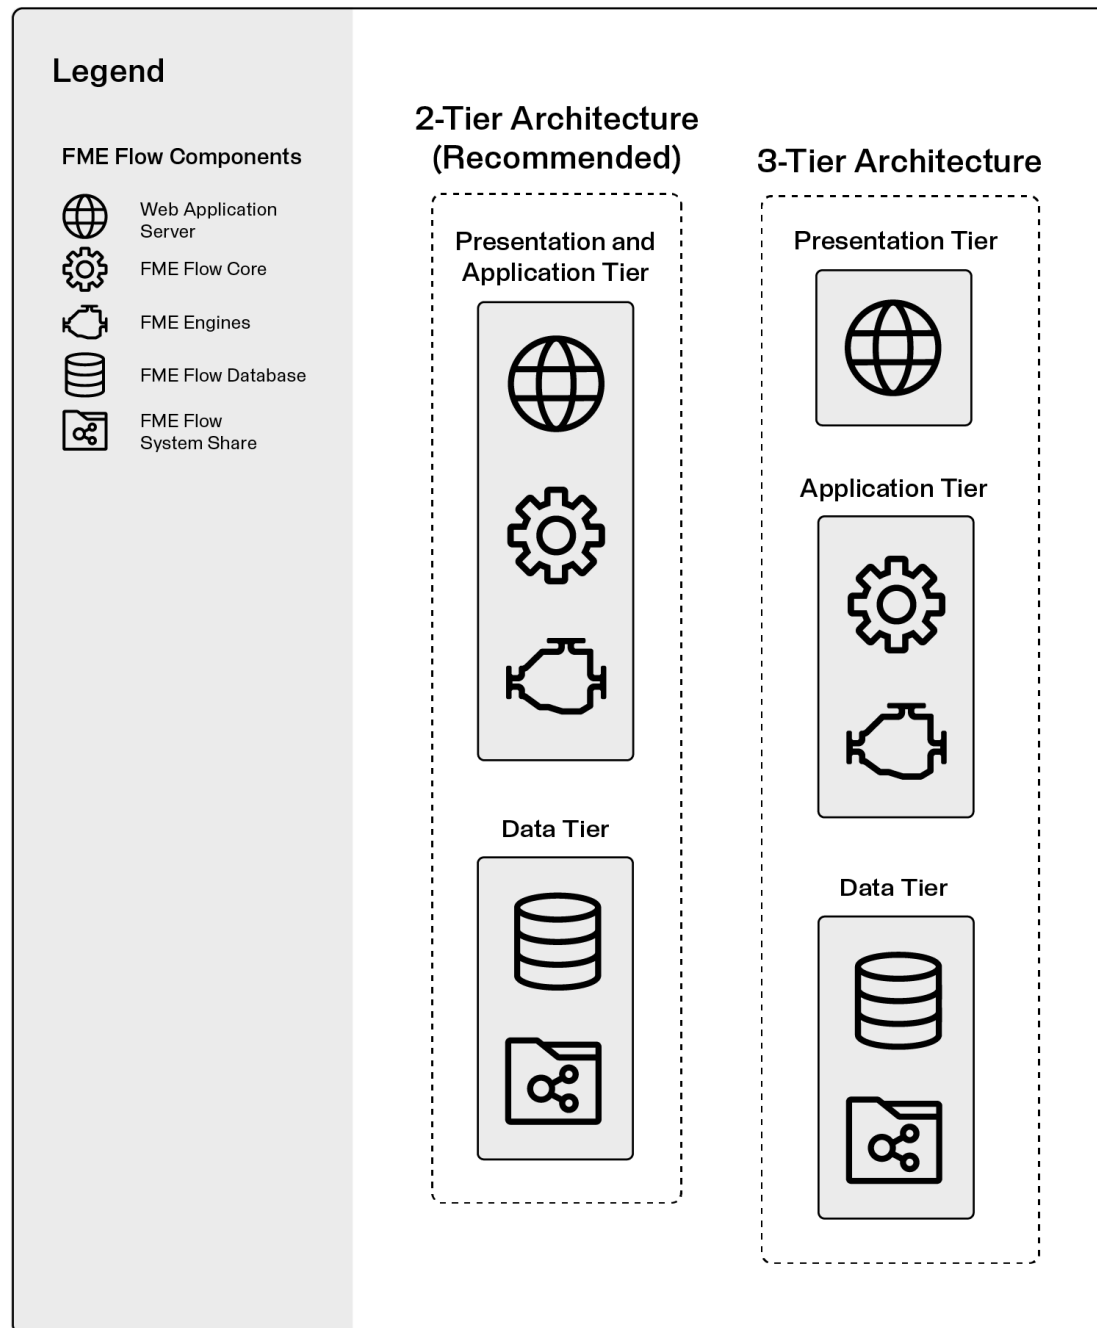 Legend
FME Flow Components
Web Application
Server
FME Flow Core
FME Engines
FME Flow Database
FME Flow
System Share
2-Tier Architecture
(Recommended)
Presentation and
Application Tier
Data Tier
3-Tier Architecture
Presentation Tier
Application Tier
Data Tier